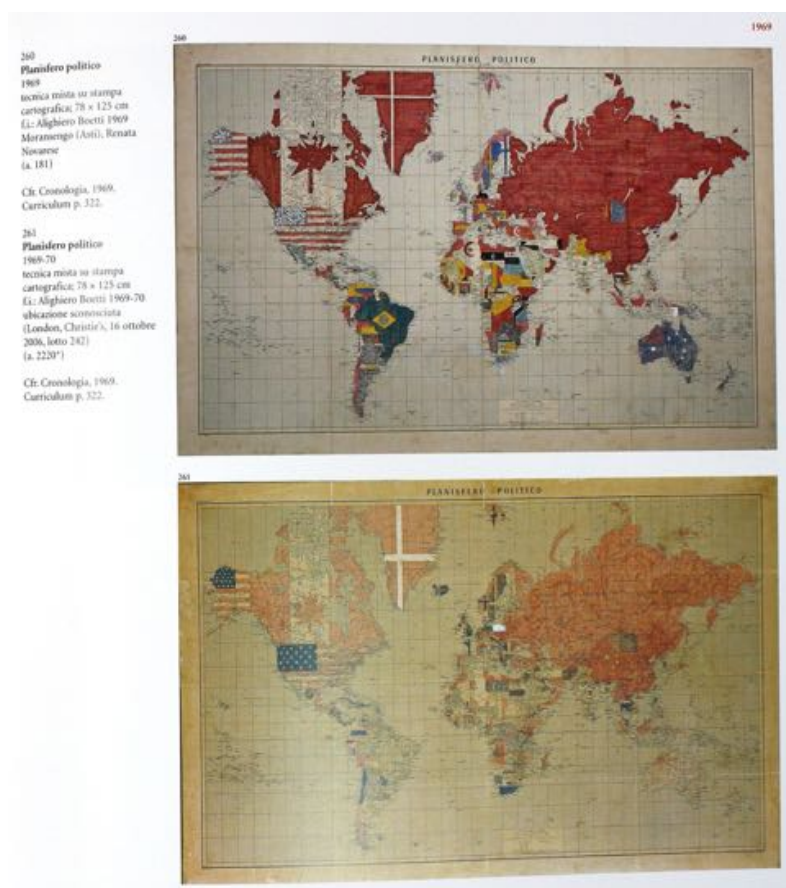 1969
260
Planisfero politico
1969
tecnica mista su stampa
cartografica; 78 × 125 cm
f.i.: Alighiero Boetti 1969
Moransengo (Asti), Renata
Novarese
(a. 181)
Cfr. Cronologia, 1969.
Curriculum p. 322.
261
Planisfero politico
1969-70
tecnica mista su stampa
cartografica; 78 × 125 cm
f.i.: Alighiero Boetti 1969-70
ubicazione sconosciuta
(London, Christie's, 16 ottobre
2006, lotto 242)
(a. 2220*)
Cfr. Cronologia, 1969.
Curriculum p. 322.
260
PLANISFERO POLITICO
261
PLANISFERO POLITICO